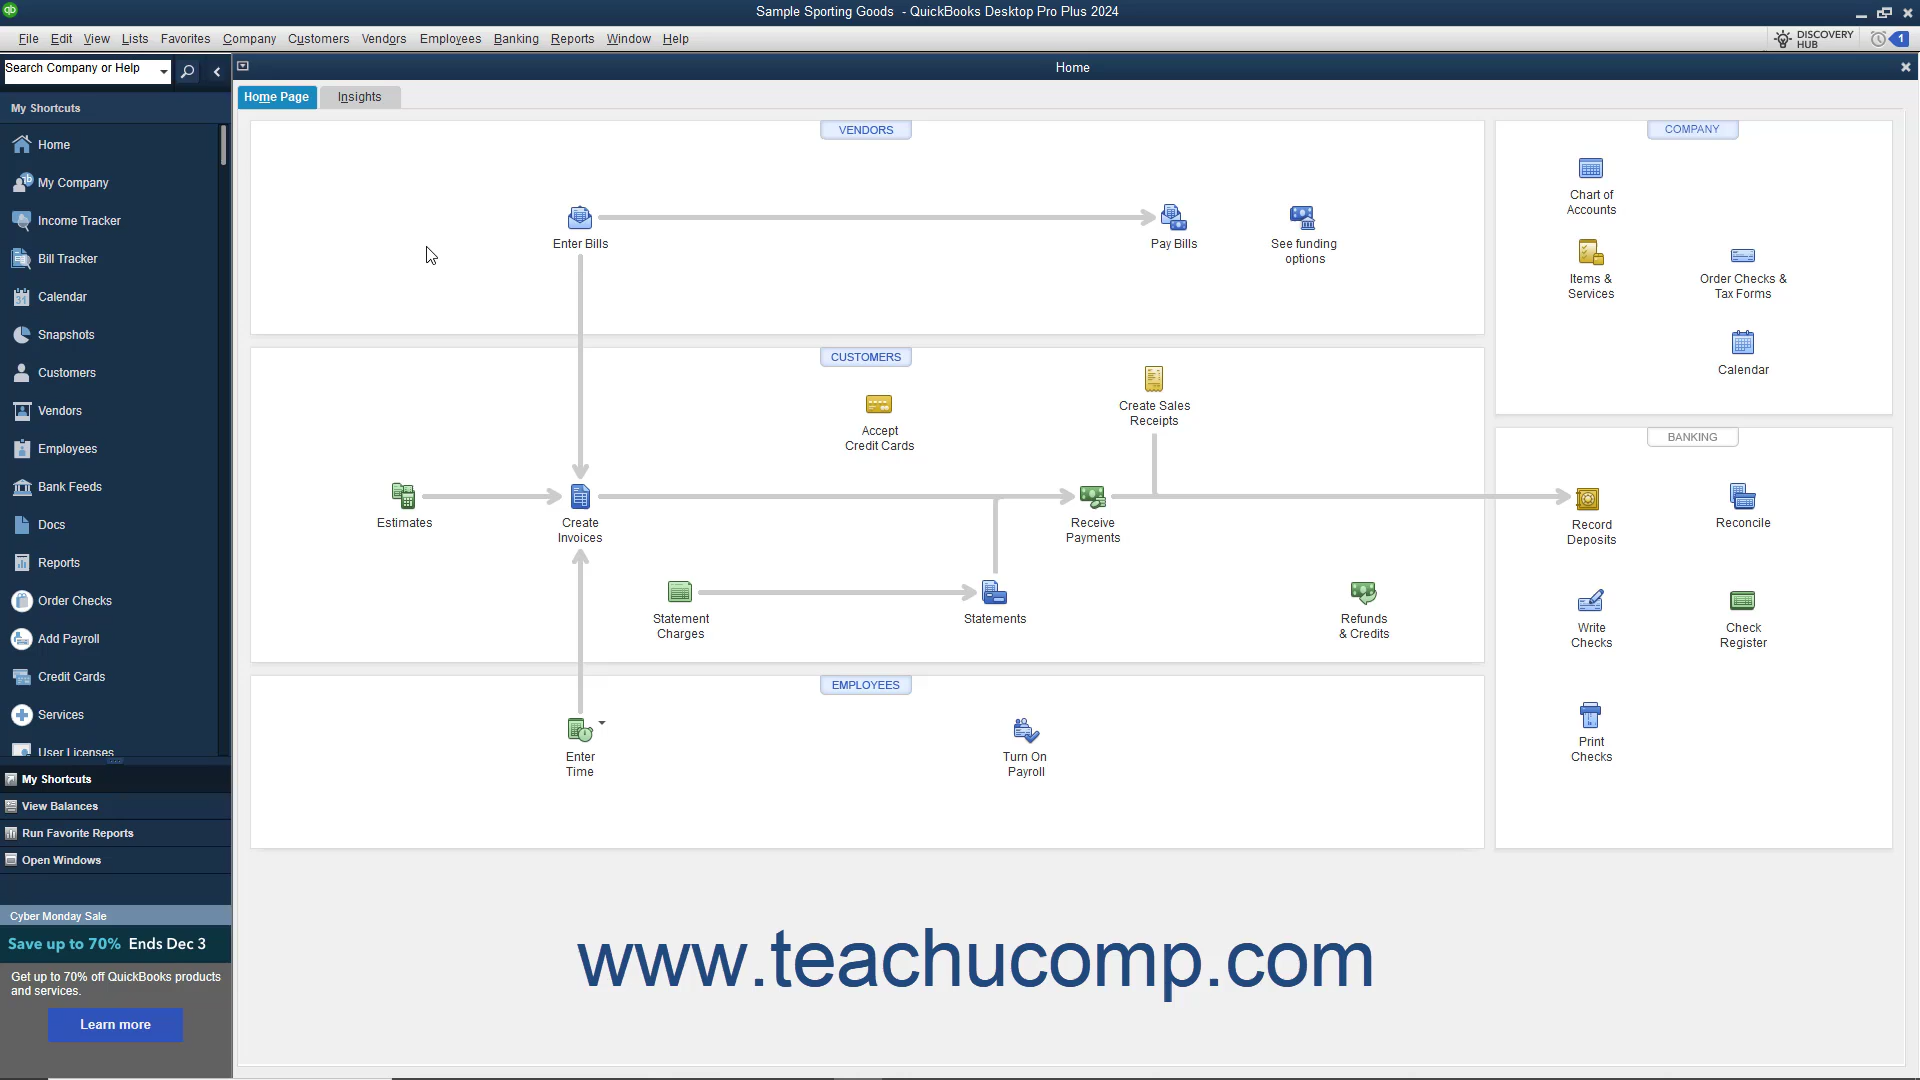 Sample Sporting Goods - QuickBooks Desktop Pro Plus 2024
File Edit View Lists Favorites Company Customers Vendors Employees Banking Reports Window Help
DISCOVERY
HUB
1
Search Company or Help
Home
My Shortcuts
Home
My Company
Income Tracker
Bill Tracker
31
Calendar
Snapshots
Customers
Vendors
Employees
Bank Feeds
Docs
Reports
Order Checks
Add Payroll
Credit Cards
Services
User Licenses
My Shortcuts
View Balances
Run Favorite Reports
Open Windows
Cyber Monday Sale
Save up to 70% Ends Dec 3
Get up to 70% off QuickBooks products
and services.
Learn more
Home Page Insights
VENDORS
Enter Bills
Pay Bills
See funding
options
CUSTOMERS
Accept
Credit Cards
Create Sales
Receipts
Estimates
Create
Invoices
Receive
Payments
Statement
Charges
Statements
Refunds
& Credits
EMPLOYEES
Enter
Time
Turn On
Payroll
COMPANY
Chart of
Accounts
Items &
Services
Order Checks &
Tax Forms
Calendar
BANKING
Record
Deposits
Reconcile
Write
Checks
Check
Register
Print
Checks
www.teachucomp.com